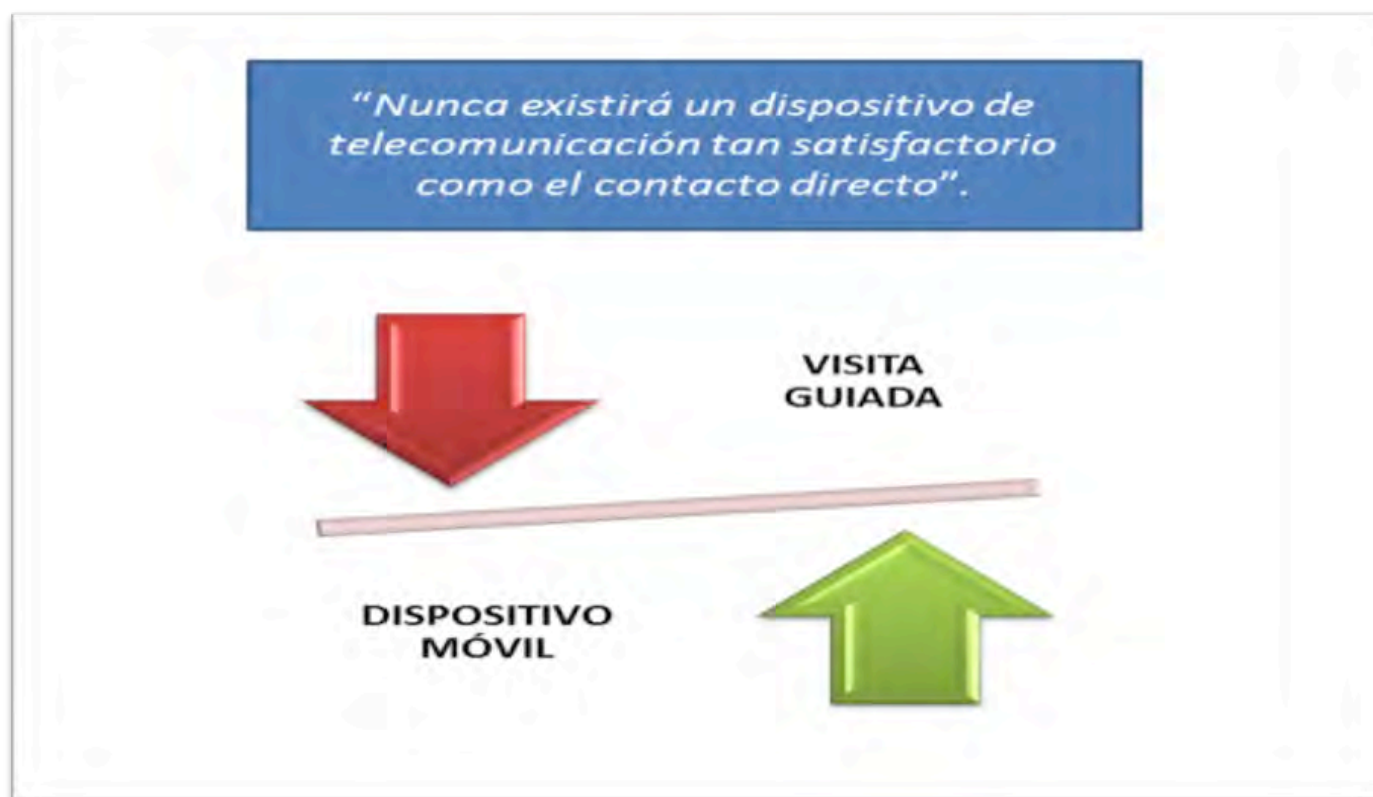 “Nunca existirá un dispositivo de
telecomunicación tan satisfactorio
como el contacto directo”.
VISITA
GUIADA
DISPOSITIVO
MÓVIL